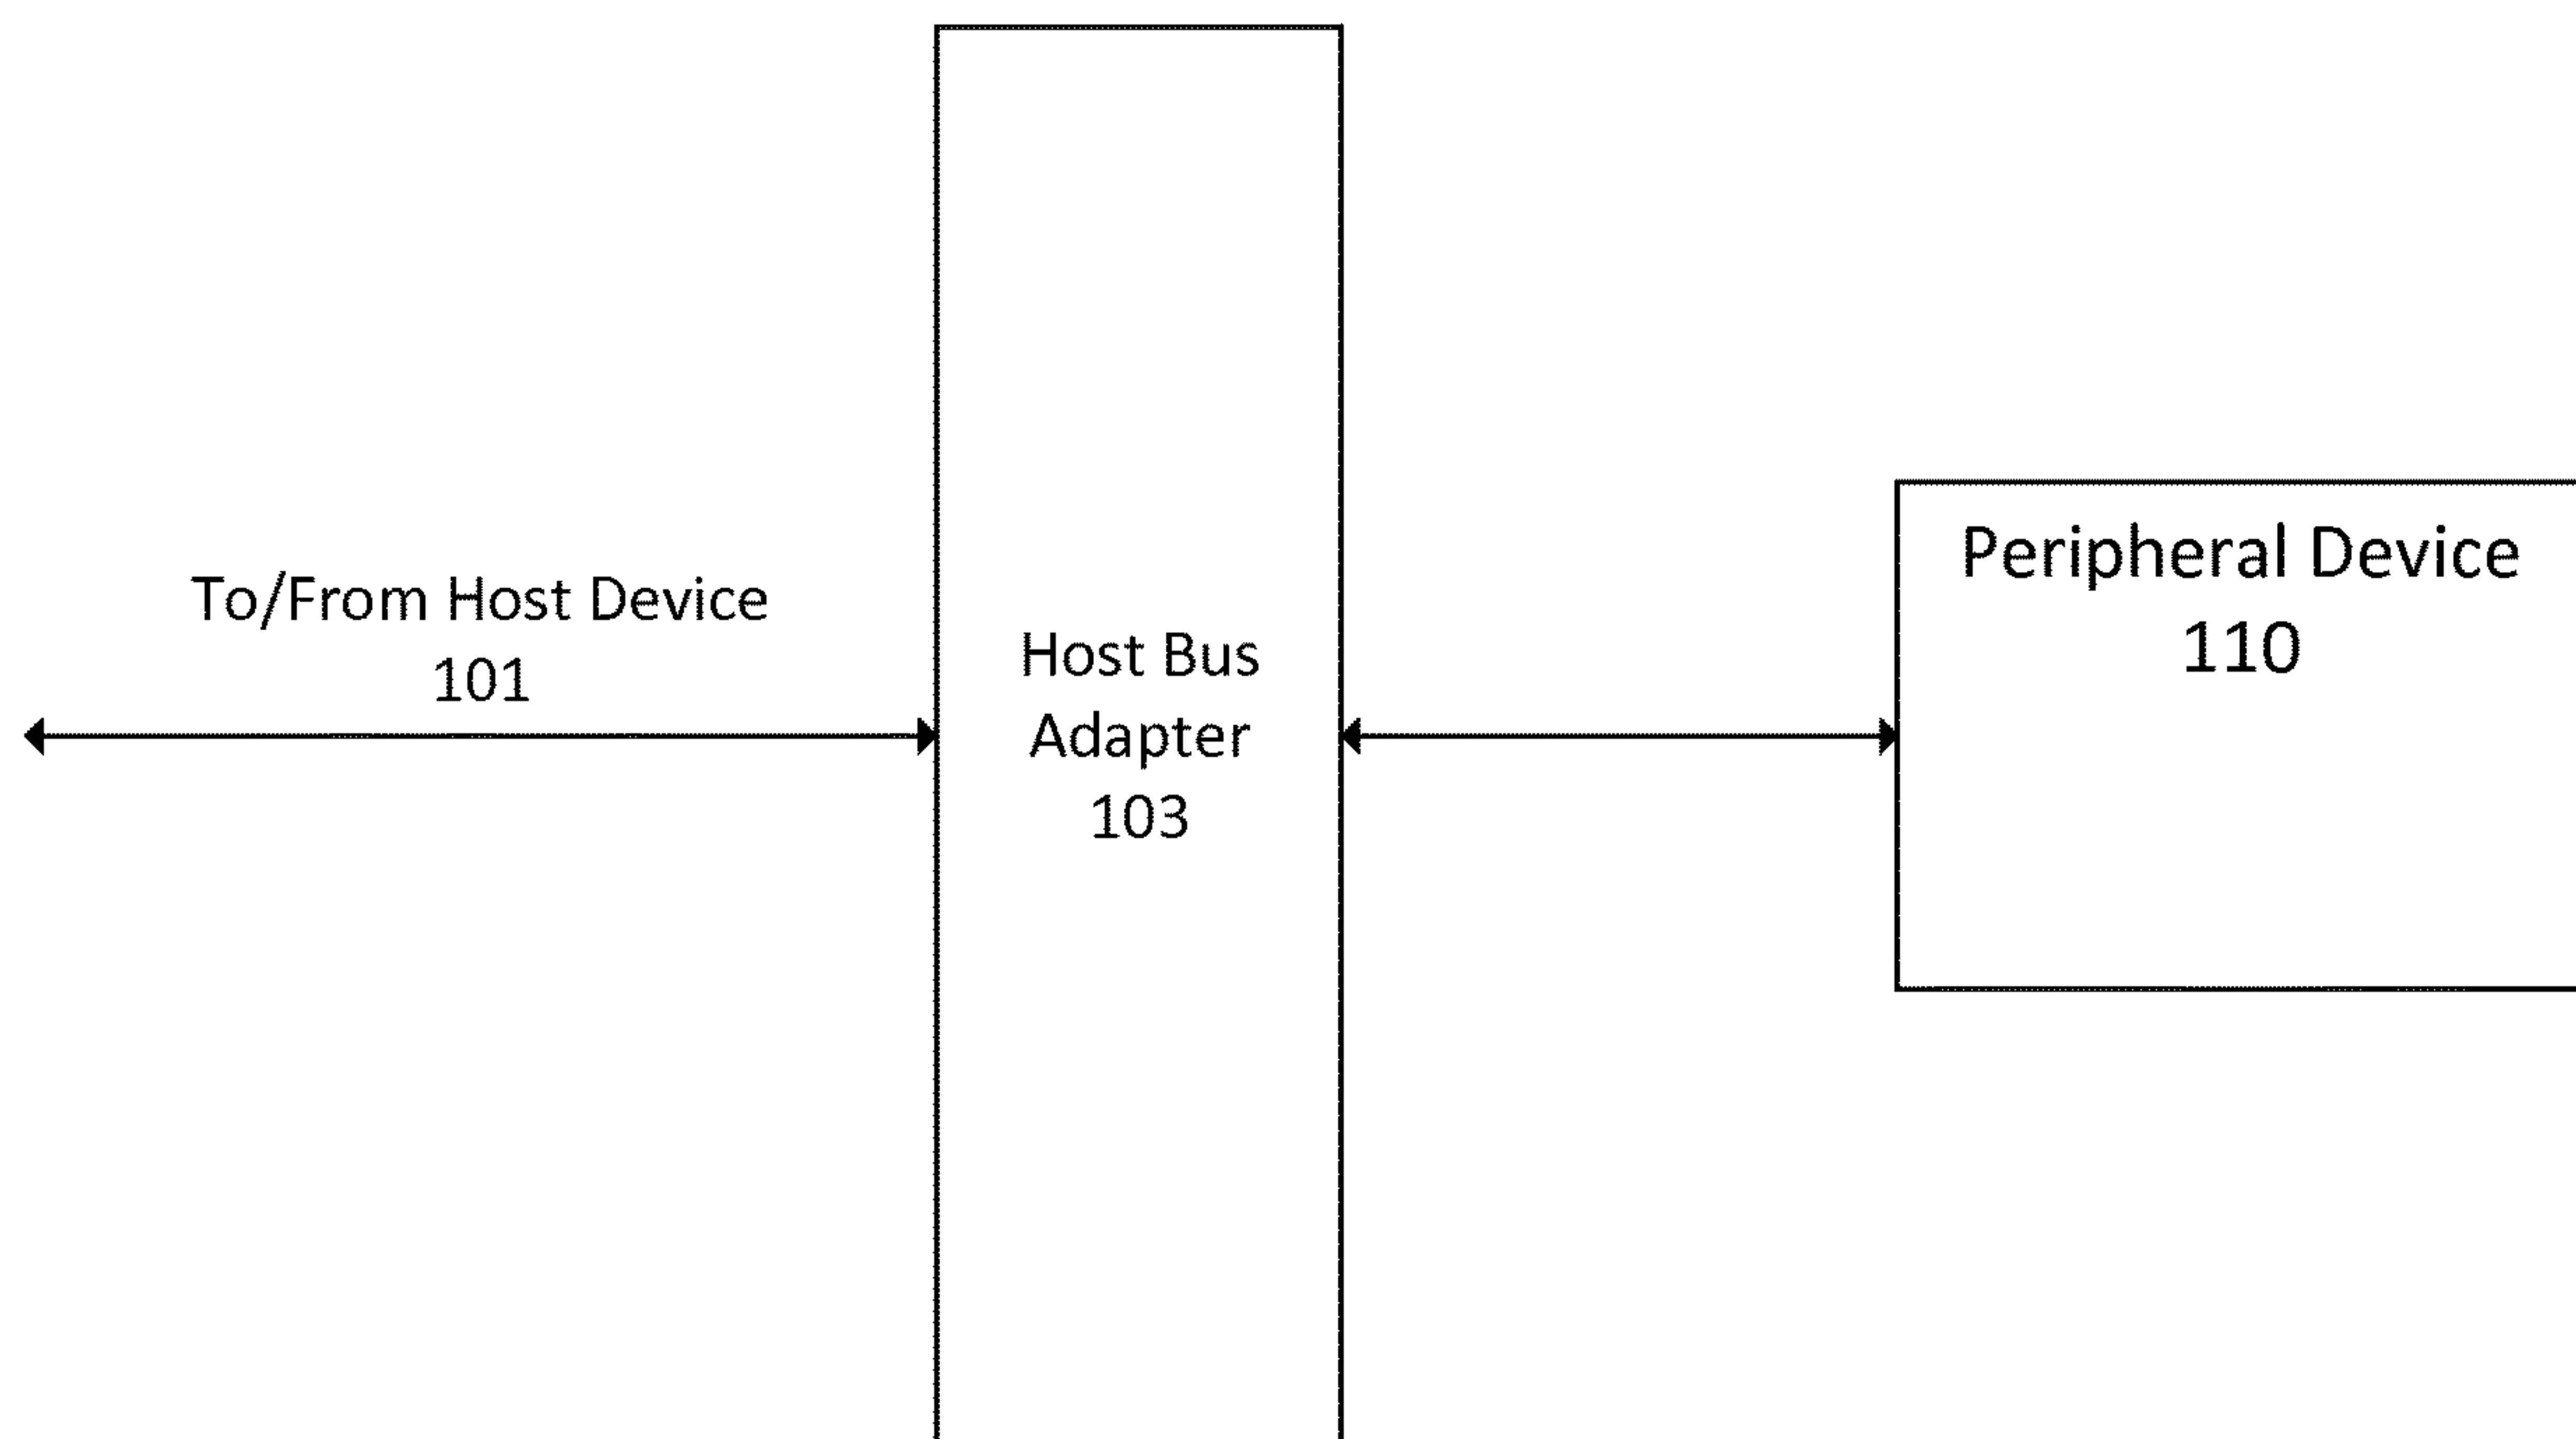 To/From Host Device
101
Host Bus
Adapter
103
Peripheral Device
110